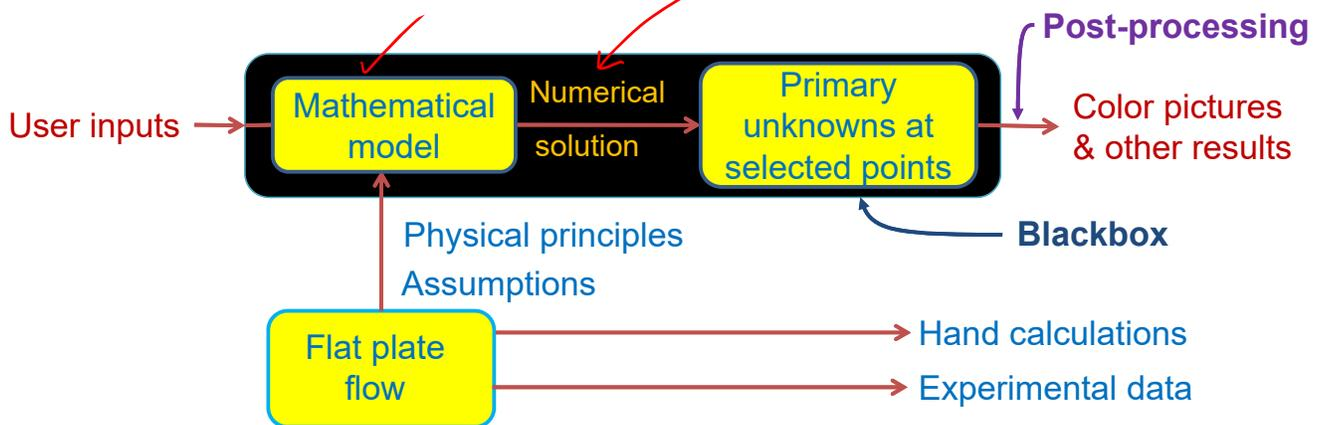 Post-processing
User inputs
Mathematical
model
Numerical
solution
Primary
unknowns at
selected points
Color pictures
& other results
Physical principles
Assumptions
Blackbox
Flat plate
flow
Hand calculations
Experimental data